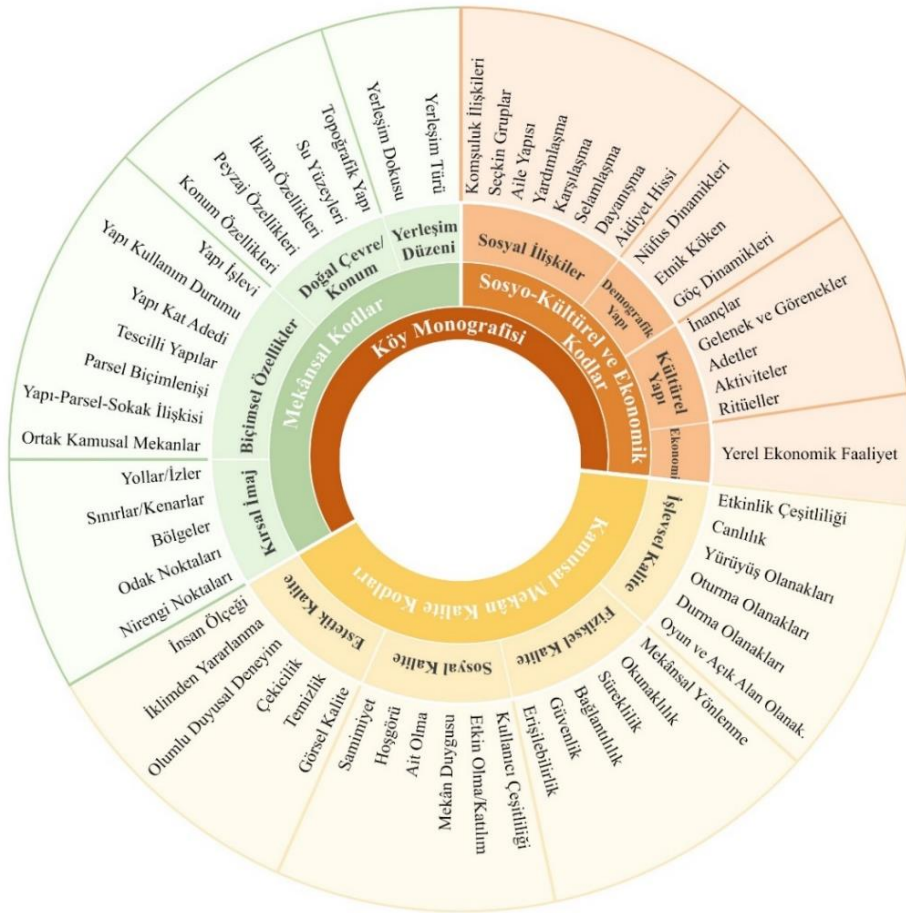 Köy Monografisi
Sosyo-Kültürel ve Ekonomik
Kodlar
Sosyal İlişkiler
Komşuluk İlişkileri
Seçkin Gruplar
Aile Yapısı
Yardımlaşma
Karşılaşma
Selamlaşma
Dayanışma
Aidiyet Hissi
Demografik
Yapı
Nüfus Dinamikleri
Etnik Köken
Göç Dinamikleri
Kültürel
Yapı
İnançlar
Gelenek ve Görenekler
Adetler
Aktiviteler
Ritüeller
Ekonomi
Yerel Ekonomik Faaliyet
Kamusal Mekân Kalite Kodları
İşlevsel Kalite
Etkinlik Çeşitliliği
Canlılık
Yürüyüş Olanakları
Oturma Olanakları
Durma Olanakları
Oyun ve Açık Alan Olanak.
Fiziksel Kalite
Mekânsal Yönlenme
Okunaklılık
Süreklilik
Bağlantılılık
Güvenlik
Erişilebilirlik
Sosyal Kalite
Kullanıcı Çeşitliliği
Etkin Olma/Katılım
Mekân Duygusu
Ait Olma
Hoşgörü
Samimiyet
Estetik Kalite
Görsel Kalite
Temizlik
Çekicilik
Olumlu Duyusal Deneyim
İklimden Yararlanma
İnsan Ölçeği
Mekânsal Kodlar
Kırsal İmaj
Nirengi Noktaları
Odak Noktaları
Bölgeler
Sınırlar/Kenarlar
Yollar/İzler
Biçimsel Özellikler
Ortak Kamusal Mekanlar
Yapı-Parsel-Sokak İlişkisi
Parsel Biçimlenişi
Tescilli Yapılar
Yapı Kat Adedi
Yapı Kullanım Durumu
Yapı İşlevi
Doğal Çevre/
Konum
Konum Özellikleri
Peyzaj Özellikleri
İklim Özellikleri
Su Yüzeyleri
Topoğrafik Yapı
Yerleşim
Düzeni
Yerleşim Dokusu
Yerleşim Türü